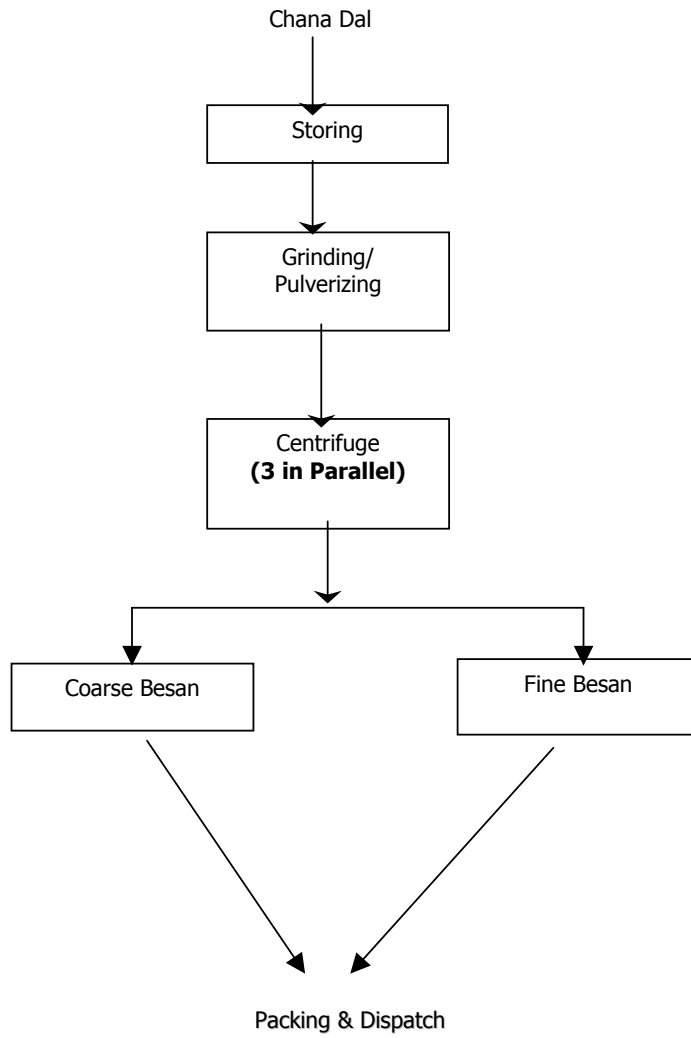 Chana Dal
Storing
Grinding/
Pulverizing
Centrifuge
(3 in Parallel)
Coarse Besan
Fine Besan
Packing & Dispatch